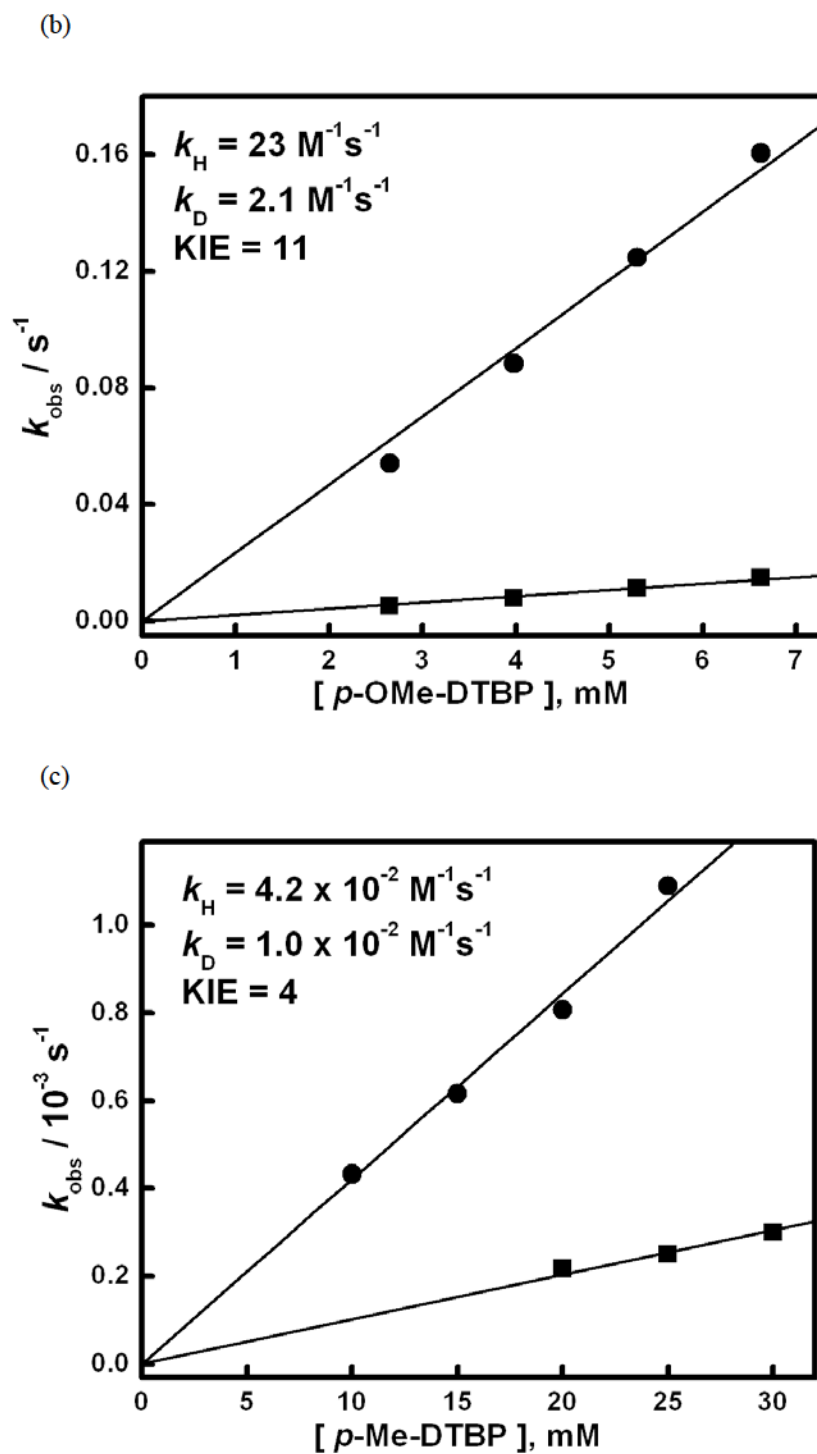 (b)
k_H = 23 M⁻¹s⁻¹
k_D = 2.1 M⁻¹s⁻¹
KIE = 11
k_obs / s⁻¹
0.16
0.12
0.08
0.04
0.00
0 1 2 3 4 5 6 7
[ p-OMe-DTBP ], mM
(c)
k_H = 4.2 x 10⁻² M⁻¹s⁻¹
k_D = 1.0 x 10⁻² M⁻¹s⁻¹
KIE = 4
k_obs / 10⁻³ s⁻¹
1.0
0.8
0.6
0.4
0.2
0.0
0 5 10 15 20 25 30
[ p-Me-DTBP ], mM